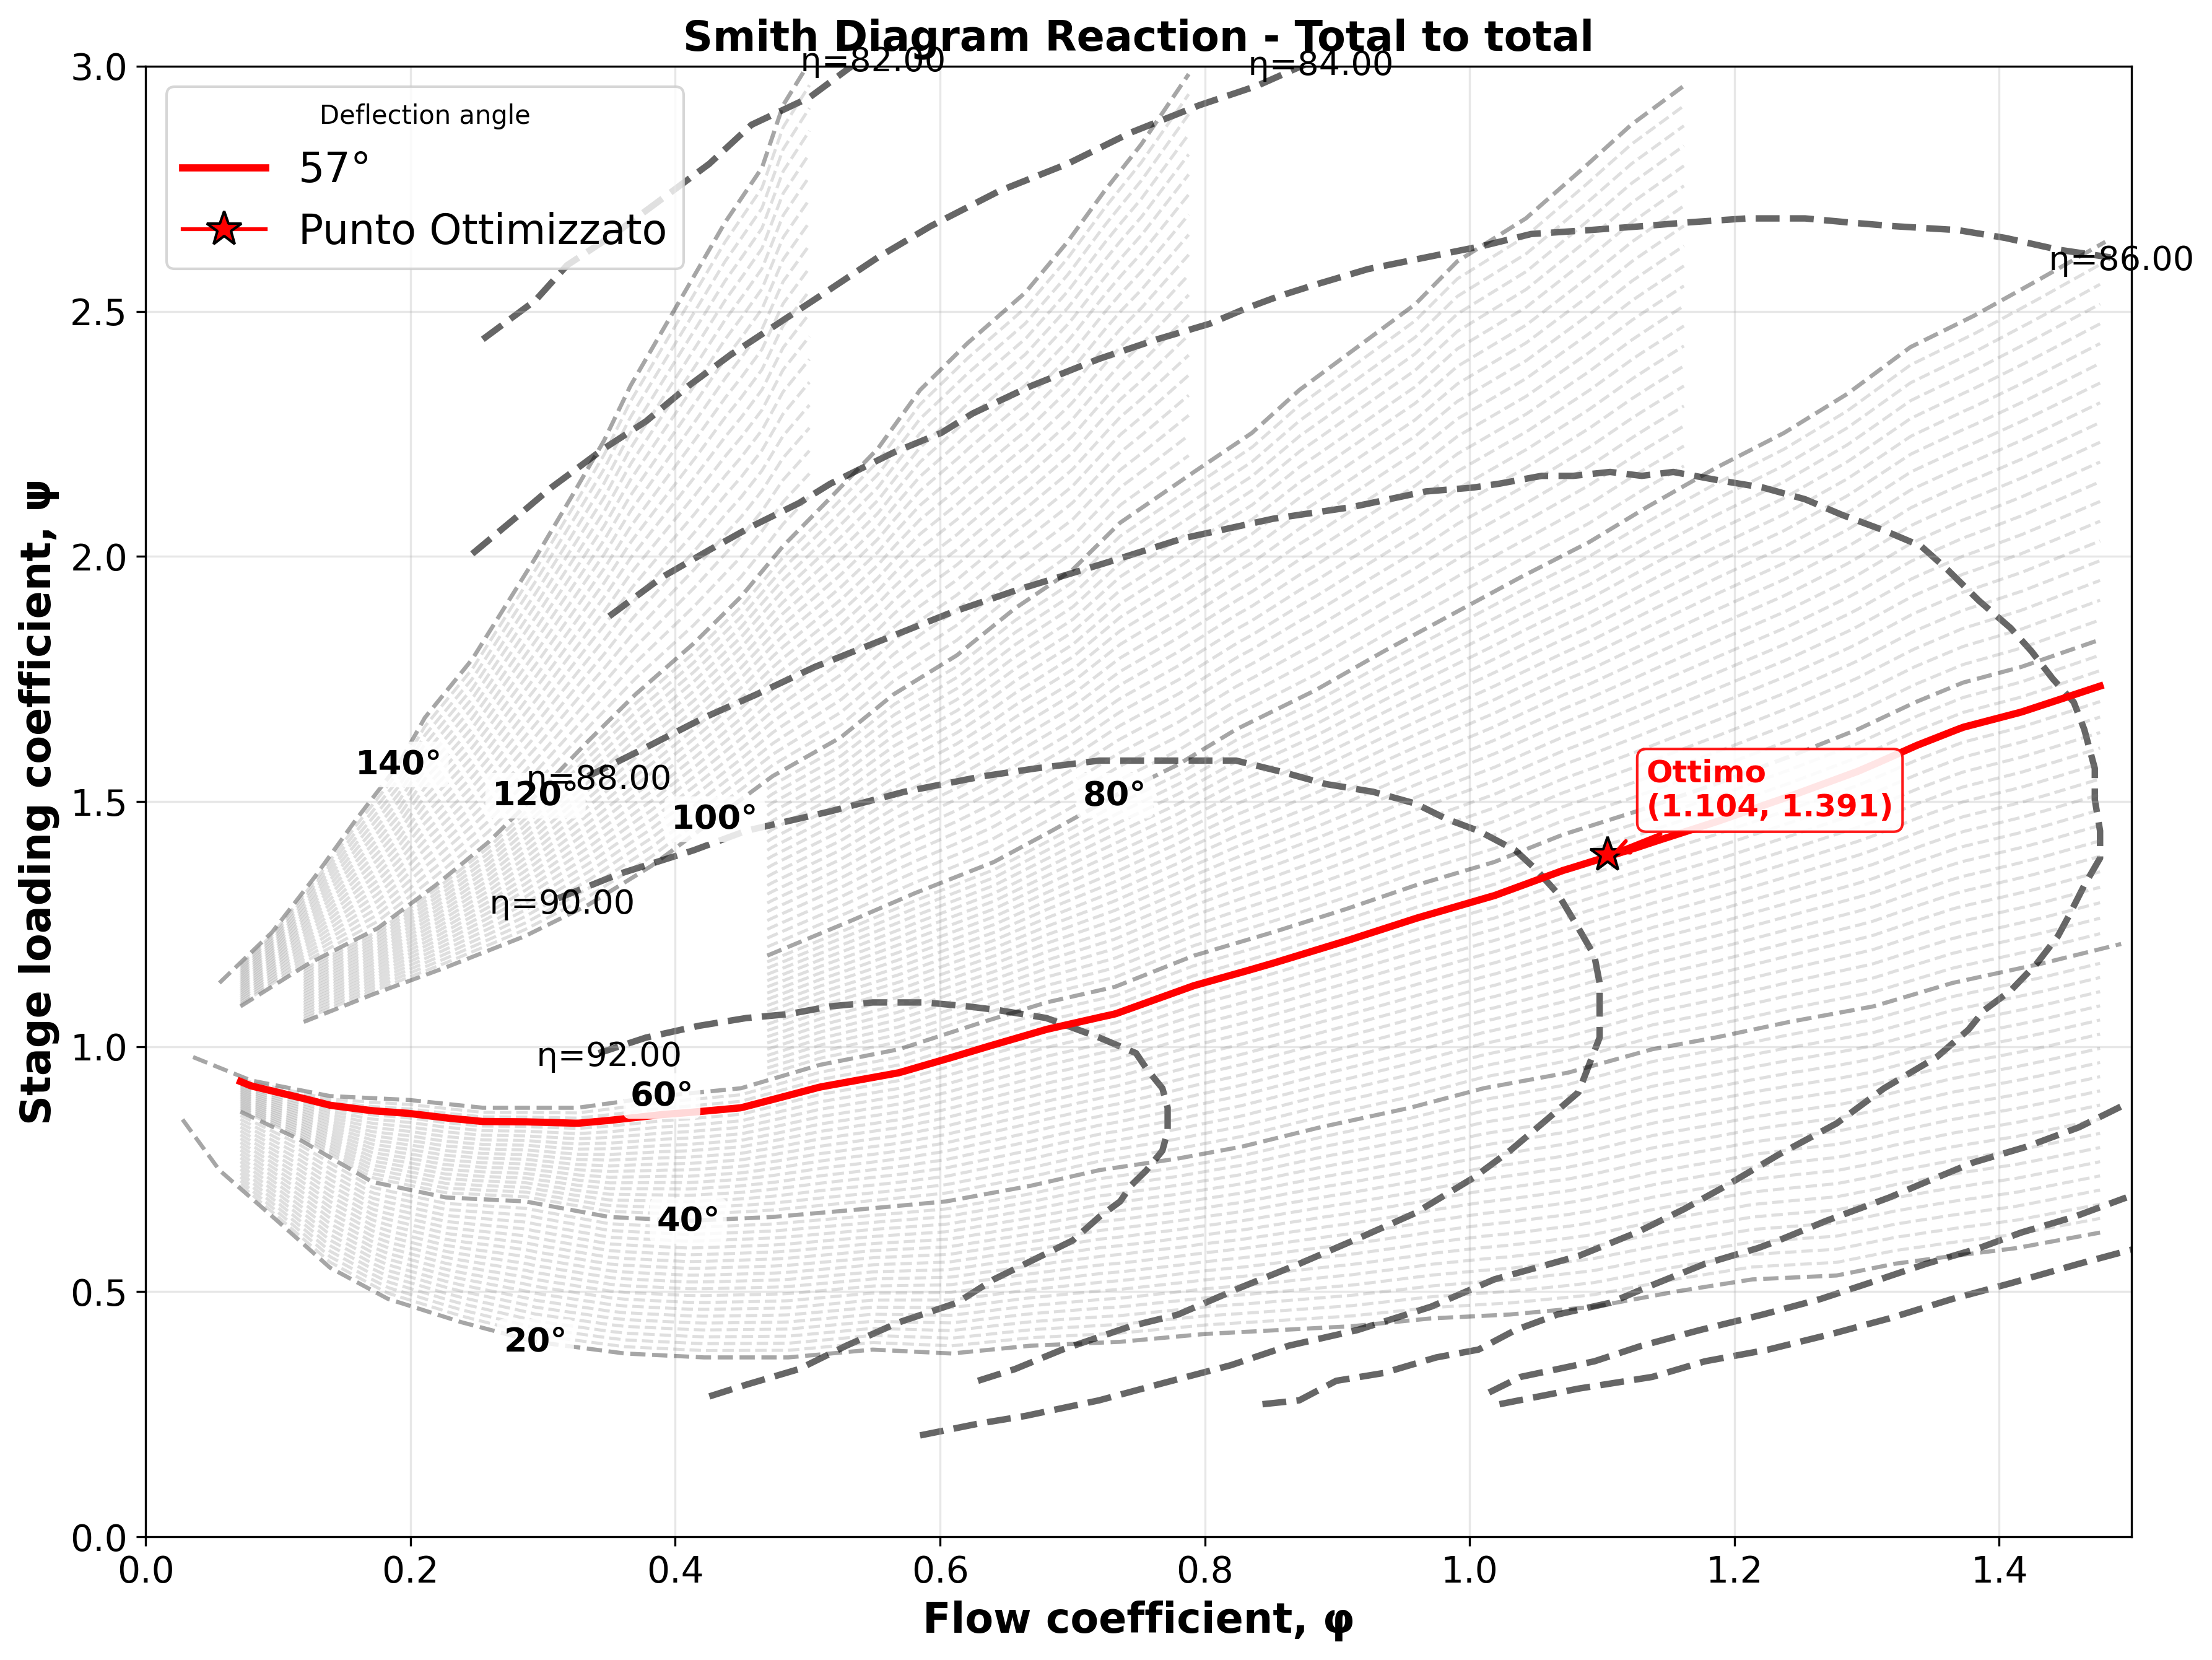 Smith Diagram Reaction - Total to total
η=82.00
η=84.00
3.0
Deflection angle
57°
Punto Ottimizzato
η=86.00
2.5
2.0
140°
120°
η=88.00
100°
80°
Ottimo
(1.104, 1.391)
1.5
η=90.00
η=92.00
1.0
60°
40°
0.5
20°
0.0
0.0
0.2
0.4
0.6
0.8
1.0
1.2
1.4
Stage loading coefficient, ψ
Flow coefficient, φ